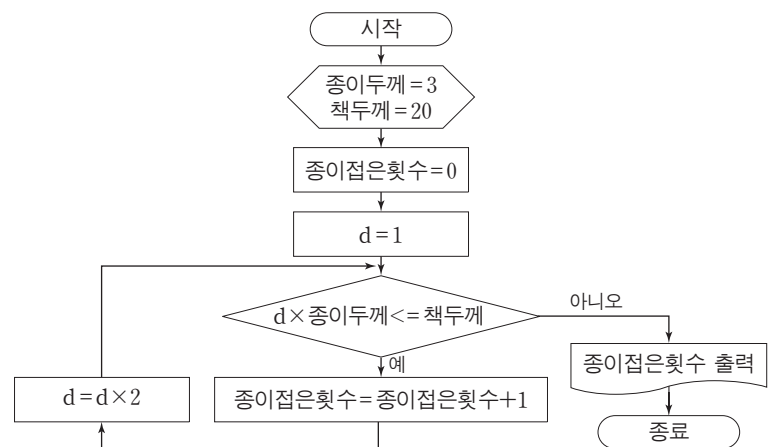 시작
종이두께=3
책두께=20
종이접은횟수=0
d=1
d×종이두께<=책두께
아니오
예
종이접은횟수 출력
d=d×2
종이접은횟수=종이접은횟수+1
종료